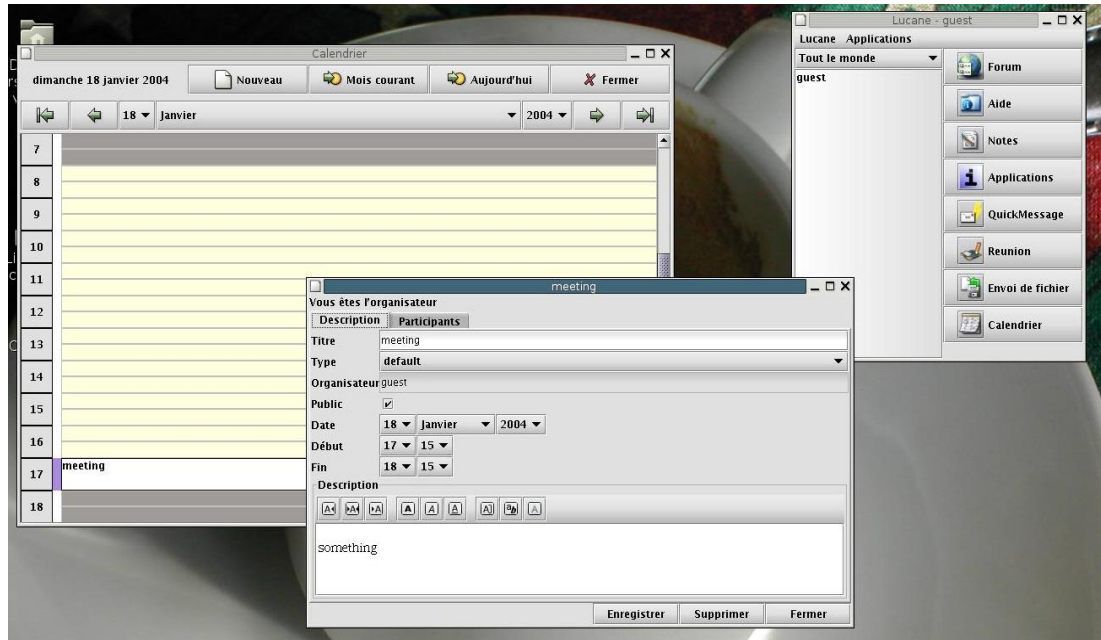 Calendrier
dimanche 18 janvier 2004 Nouveau Mois courant Aujourd'hui Fermer
18 Janvier 2004
7
8
9
10
11
12
13
14
15
16
17 meeting
18
Lucane - guest
Lucane Applications
Tout le monde
guest
Forum
Aide
Notes
Applications
QuickMessage
Reunion
Envoi de fichier
Calendrier
meeting
Vous êtes l'organisateur
Description Participants
Titre meeting
Type default
Organisateur guest
Public
Date 18 Janvier 2004
Début 17 15
Fin 18 15
Description
something
Enregistrer Supprimer Fermer